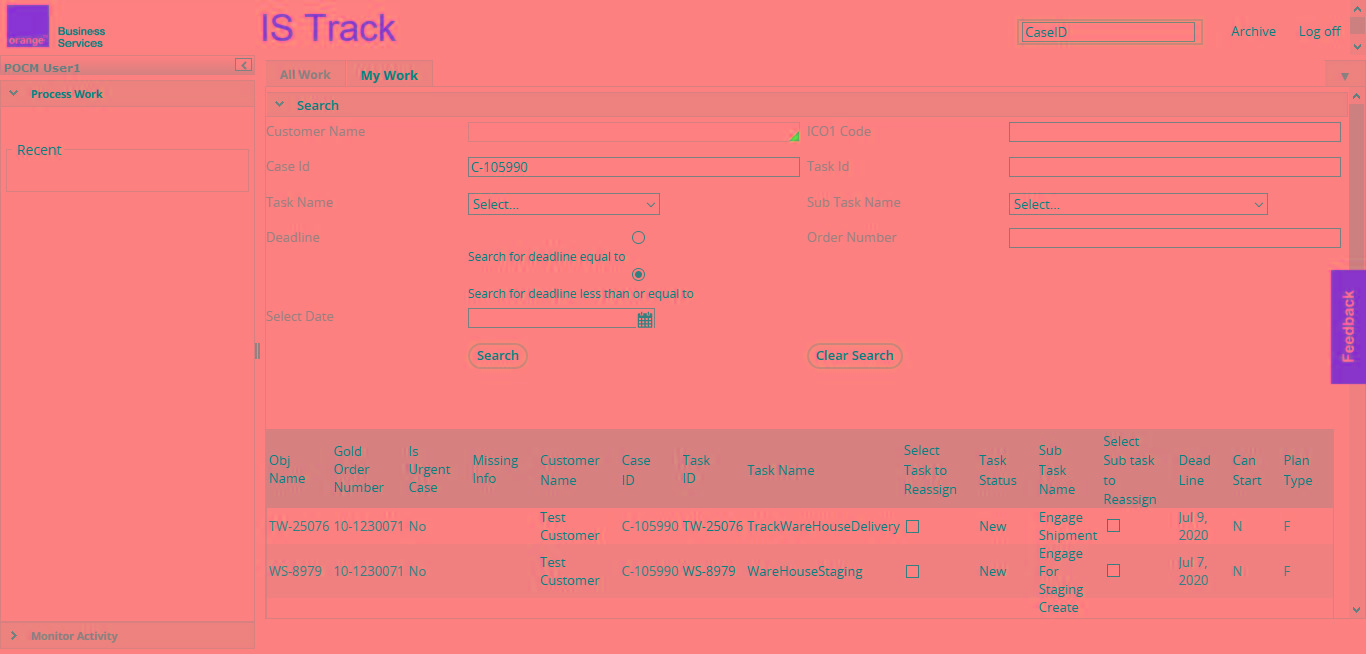 orange™
Business
Services
IS Track
CaseID
Archive
Log off
POCM User1
Process Work
Recent
Monitor Activity
All Work
My Work
Search
Customer Name
ICO1 Code
Case Id
C-105990
Task Id
Task Name
Select...
Sub Task Name
Select...
Deadline
Search for deadline equal to
Search for deadline less than or equal to
Order Number
Select Date
Search
Clear Search
Feedback
Obj Name
Gold Order Number
Is Urgent Case
Missing Info
Customer Name
Case ID
Task ID
Task Name
Select Task to Reassign
Task Status
Sub Task Name
Select Sub task to Reassign
Dead Line
Can Start
Plan Type
TW-25076 10-1230071 No Test Customer C-105990 TW-25076 TrackWareHouseDelivery New Engage Shipment Jul 9, 2020 N F
WS-8979 10-1230071 No Test Customer C-105990 WS-8979 WareHouseStaging New Engage For Staging Jul 7, 2020 N F
Create